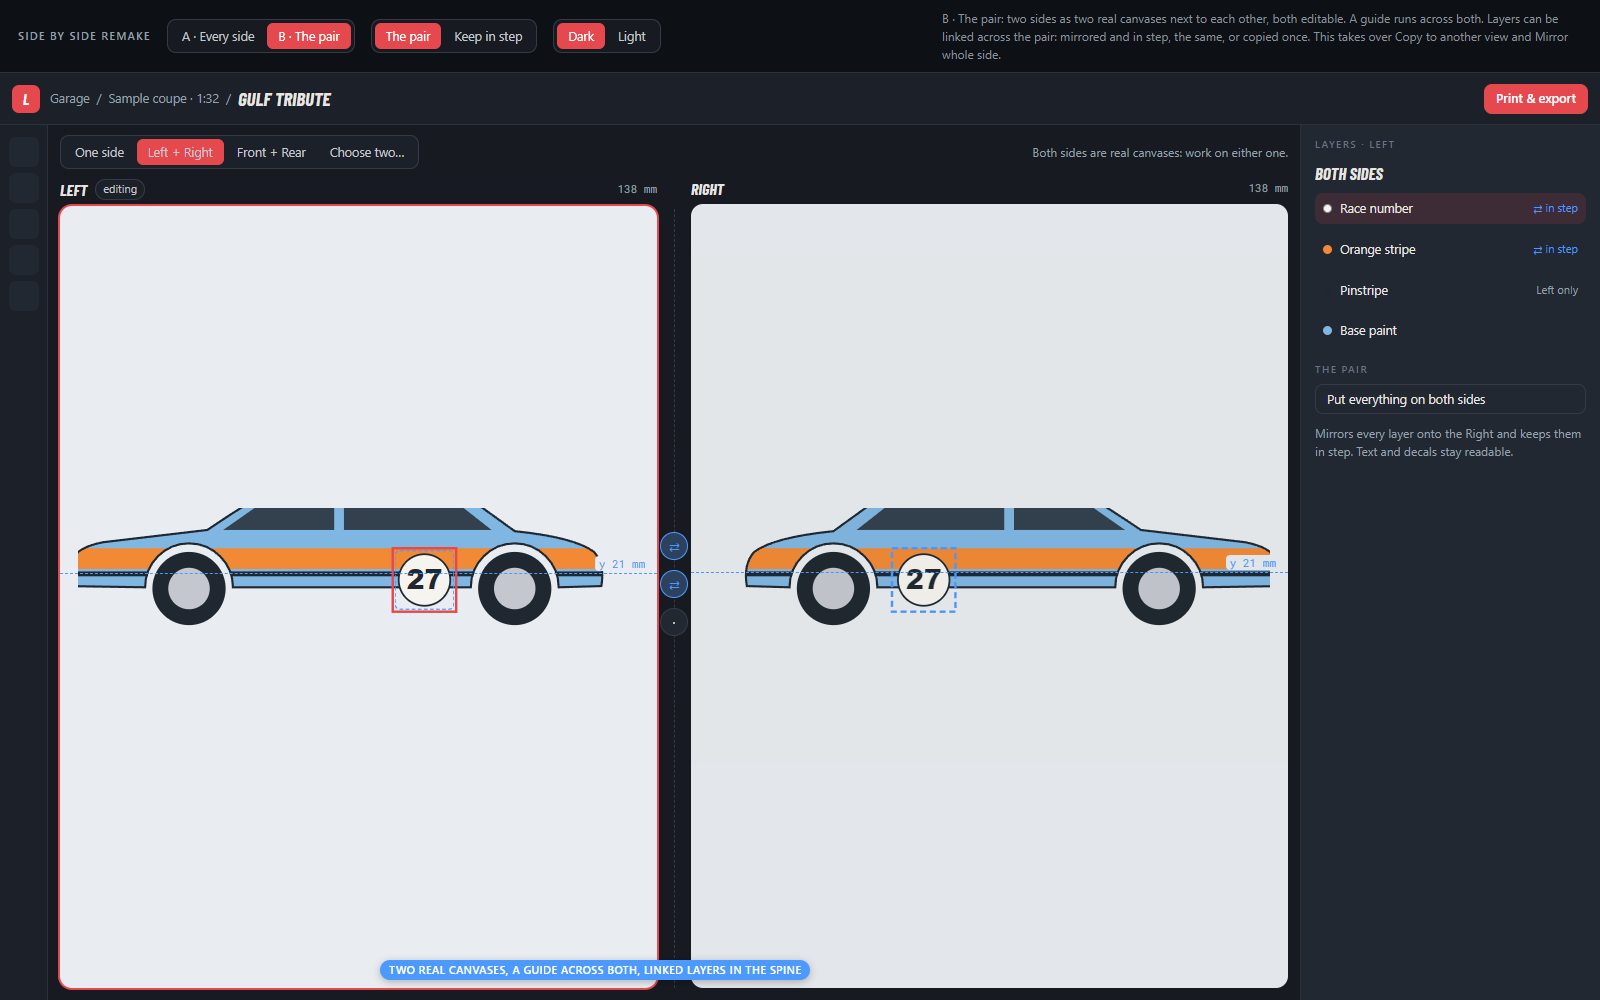 SIDE BY SIDE REMAKE
A · Every side
B · The pair
The pair
Keep in step
Dark
Light
B · The pair: two sides as two real canvases next to each other, both editable. A guide runs across both. Layers can be
linked across the pair: mirrored and in step, the same, or copied once. This takes over Copy to another view and Mirror
whole side.
L
Garage / Sample coupe · 1:32 / GULF TRIBUTE
Print & export
One side
Left + Right
Front + Rear
Choose two...
Both sides are real canvases: work on either one.
LEFT
editing
138 mm
RIGHT
138 mm
27
y 21 mm
⇄
⇄
·
27
y 21 mm
TWO REAL CANVASES, A GUIDE ACROSS BOTH, LINKED LAYERS IN THE SPINE
LAYERS · LEFT
BOTH SIDES
Race number ⇄ in step
Orange stripe ⇄ in step
Pinstripe Left only
Base paint
THE PAIR
Put everything on both sides
Mirrors every layer onto the Right and keeps them
in step. Text and decals stay readable.